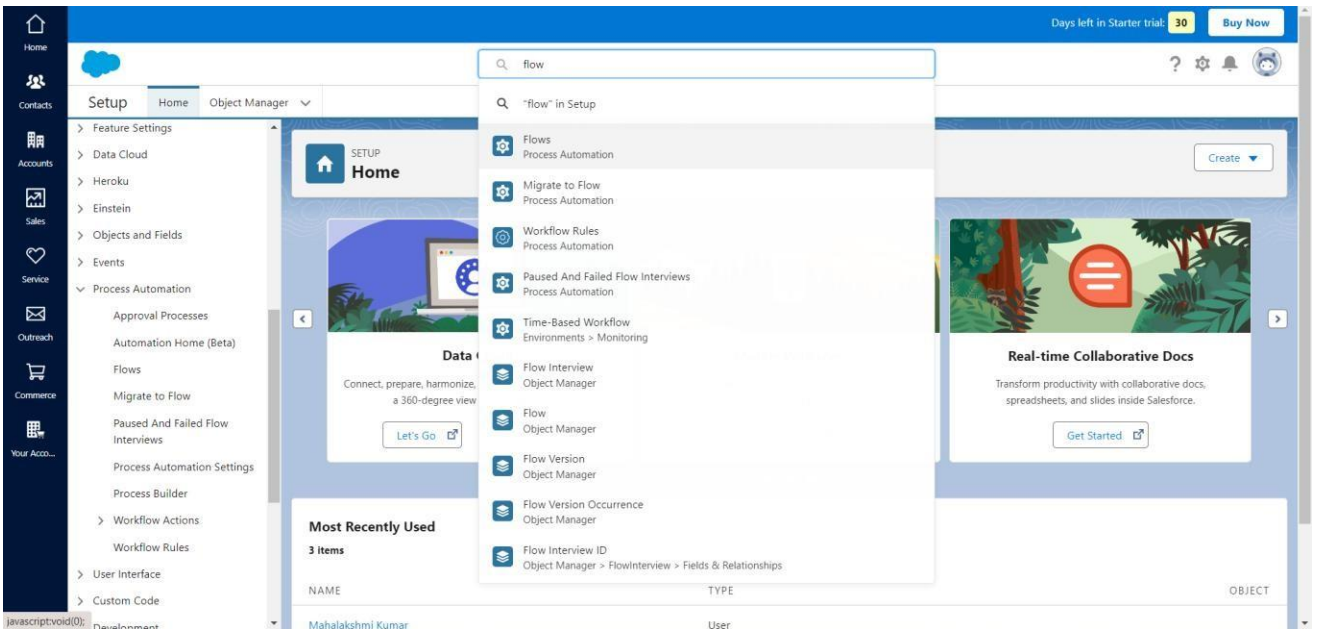 Home
Contacts
Accounts
Sales
Service
Outreach
Commerce
Your Acco...
Days left in Starter trial: 30
Buy Now
flow
Setup
Home
Object Manager
Feature Settings
Data Cloud
Heroku
Einstein
Objects and Fields
Events
Process Automation
Approval Processes
Automation Home (Beta)
Flows
Migrate to Flow
Paused And Failed Flow
Interviews
Process Automation Settings
Process Builder
Workflow Actions
Workflow Rules
User Interface
Custom Code
Development
javascript:void(0);
"flow" in Setup
Flows
Process Automation
Migrate to Flow
Process Automation
Workflow Rules
Process Automation
Paused And Failed Flow Interviews
Process Automation
Time-Based Workflow
Environments > Monitoring
Flow Interview
Object Manager
Flow
Object Manager
Flow Version
Object Manager
Flow Version Occurrence
Object Manager
Flow Interview ID
Object Manager > FlowInterview > Fields & Relationships
SETUP
Home
Create
Data
Connect, prepare, harmonize,
a 360-degree view
Let's Go
Real-time Collaborative Docs
Transform productivity with collaborative docs,
spreadsheets, and slides inside Salesforce.
Get Started
Most Recently Used
3 items
NAME
TYPE
OBJECT
Mahalakshmi Kumar
User